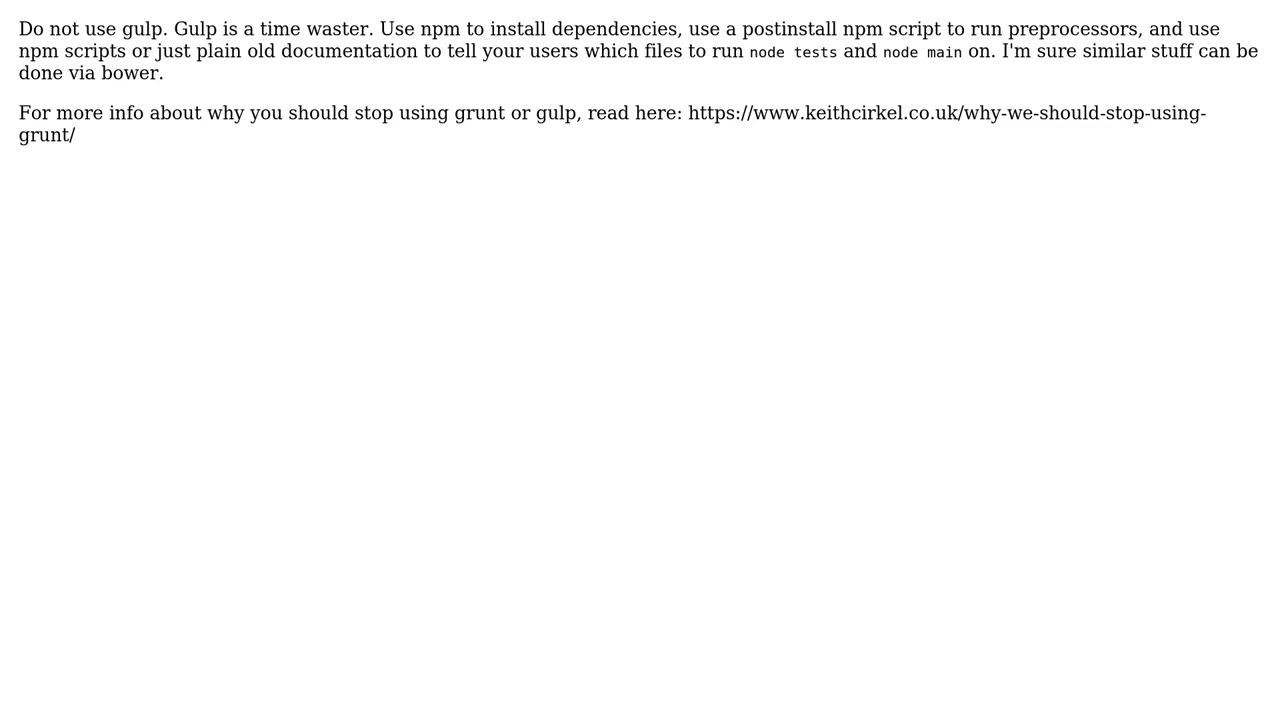 Do not use gulp. Gulp is a time waster. Use npm to install dependencies, use a postinstall npm script to run preprocessors, and use
npm scripts or just plain old documentation to tell your users which files to run node tests and node main on. I'm sure similar stuff can be
done via bower.
For more info about why you should stop using grunt or gulp, read here: https://www.keithcirkel.co.uk/why-we-should-stop-using-
grunt/